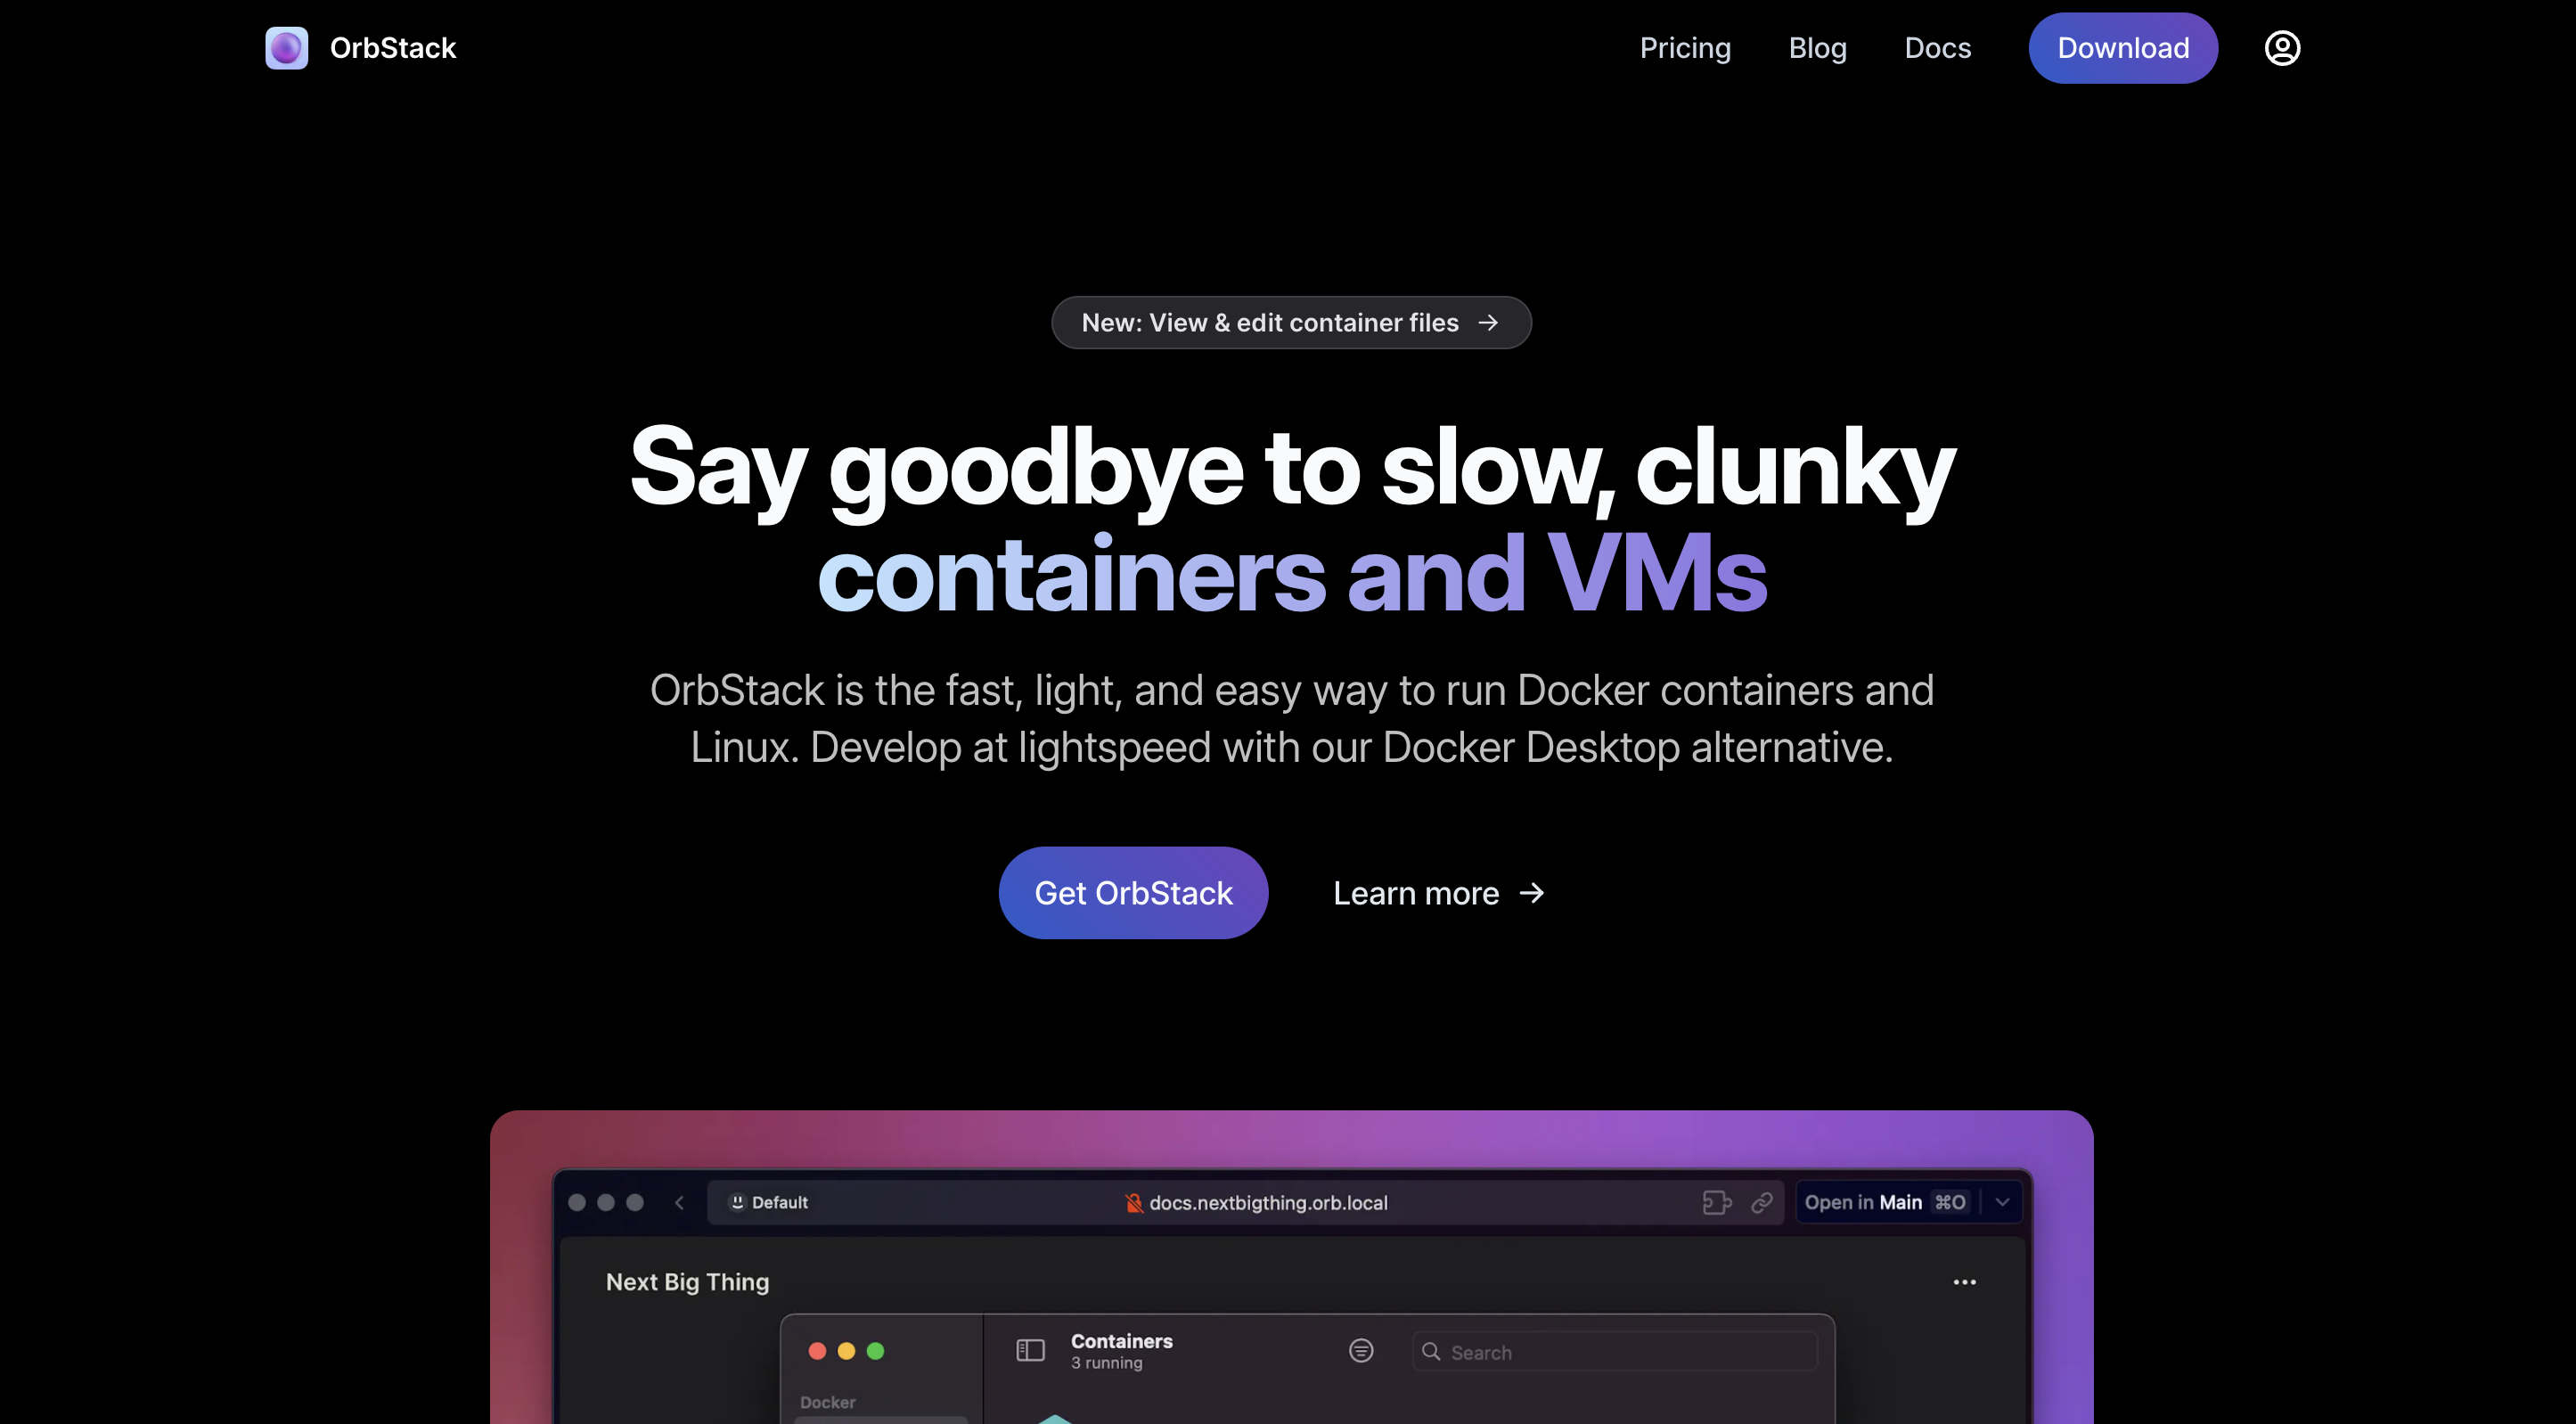 OrbStack
Pricing
Blog
Docs
Download
New: View & edit container files →
Say goodbye to slow, clunky
containers and VMs
OrbStack is the fast, light, and easy way to run Docker containers and
Linux. Develop at lightspeed with our Docker Desktop alternative.
Get OrbStack
Learn more →
Default
docs.nextbigthing.orb.local
Open in Main ⌘O
Next Big Thing
Containers
3 running
Search
Docker